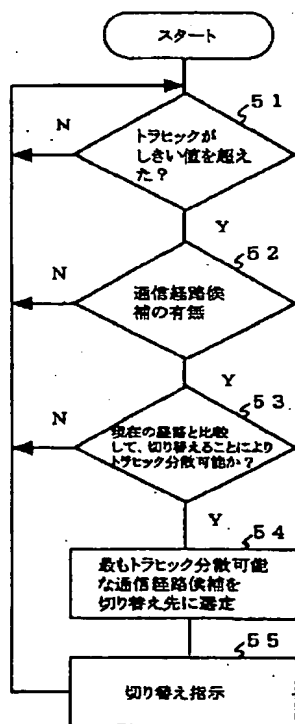 スタート
51
N
トラヒックが
しきい値を超え
た?
Y
52
N
通信経路候
補の有無
Y
53
N
現在の経路と比較
して、切り替えることにより
トラヒック分散可能か?
Y
54
最もトラヒック分散可能
な通信経路候補を
切り替え先に選定
55
切り替え指示